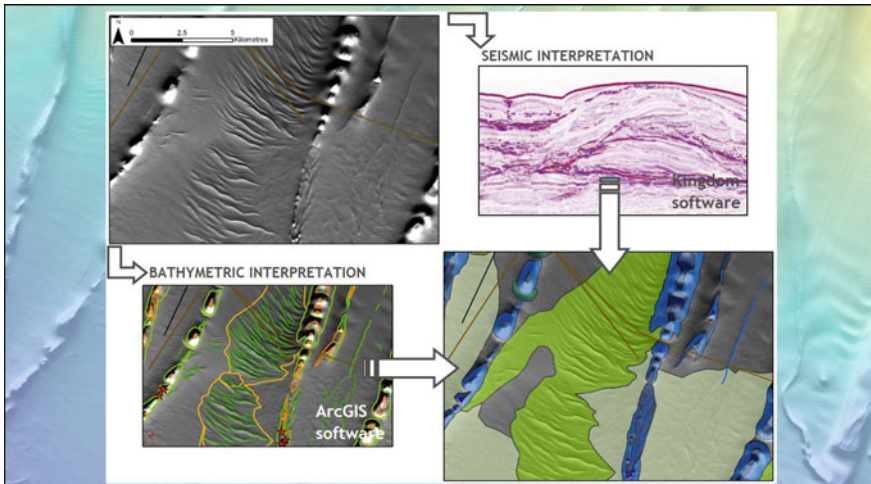 N
0 2.5 5
Kilometres
SEISMIC INTERPRETATION
Kingdom
software
BATHYMETRIC INTERPRETATION
ArcGIS
software